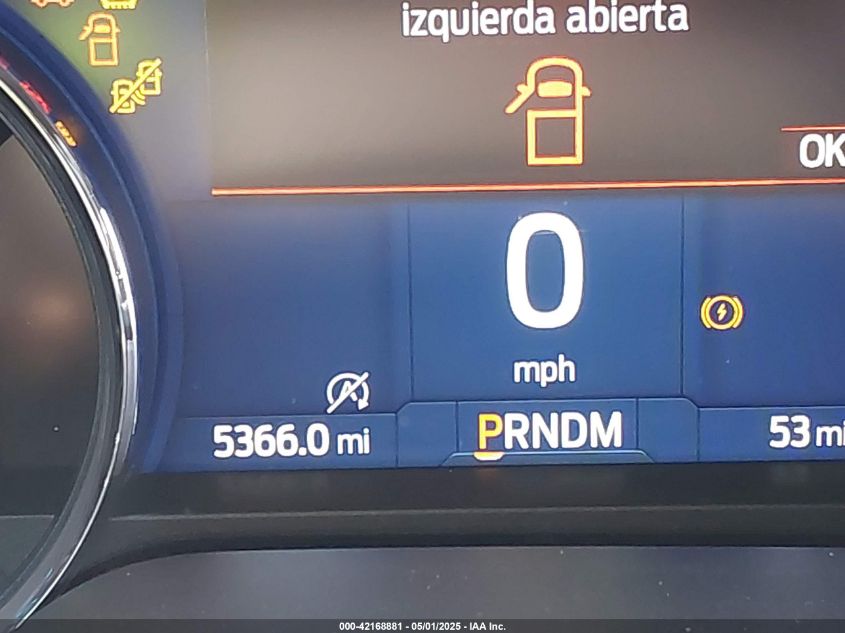 izquierda abierta
OK
0
mph
5366.0 mi
PRNDM
53 mi
000-42168881 - 05/01/2025 - IAA Inc.